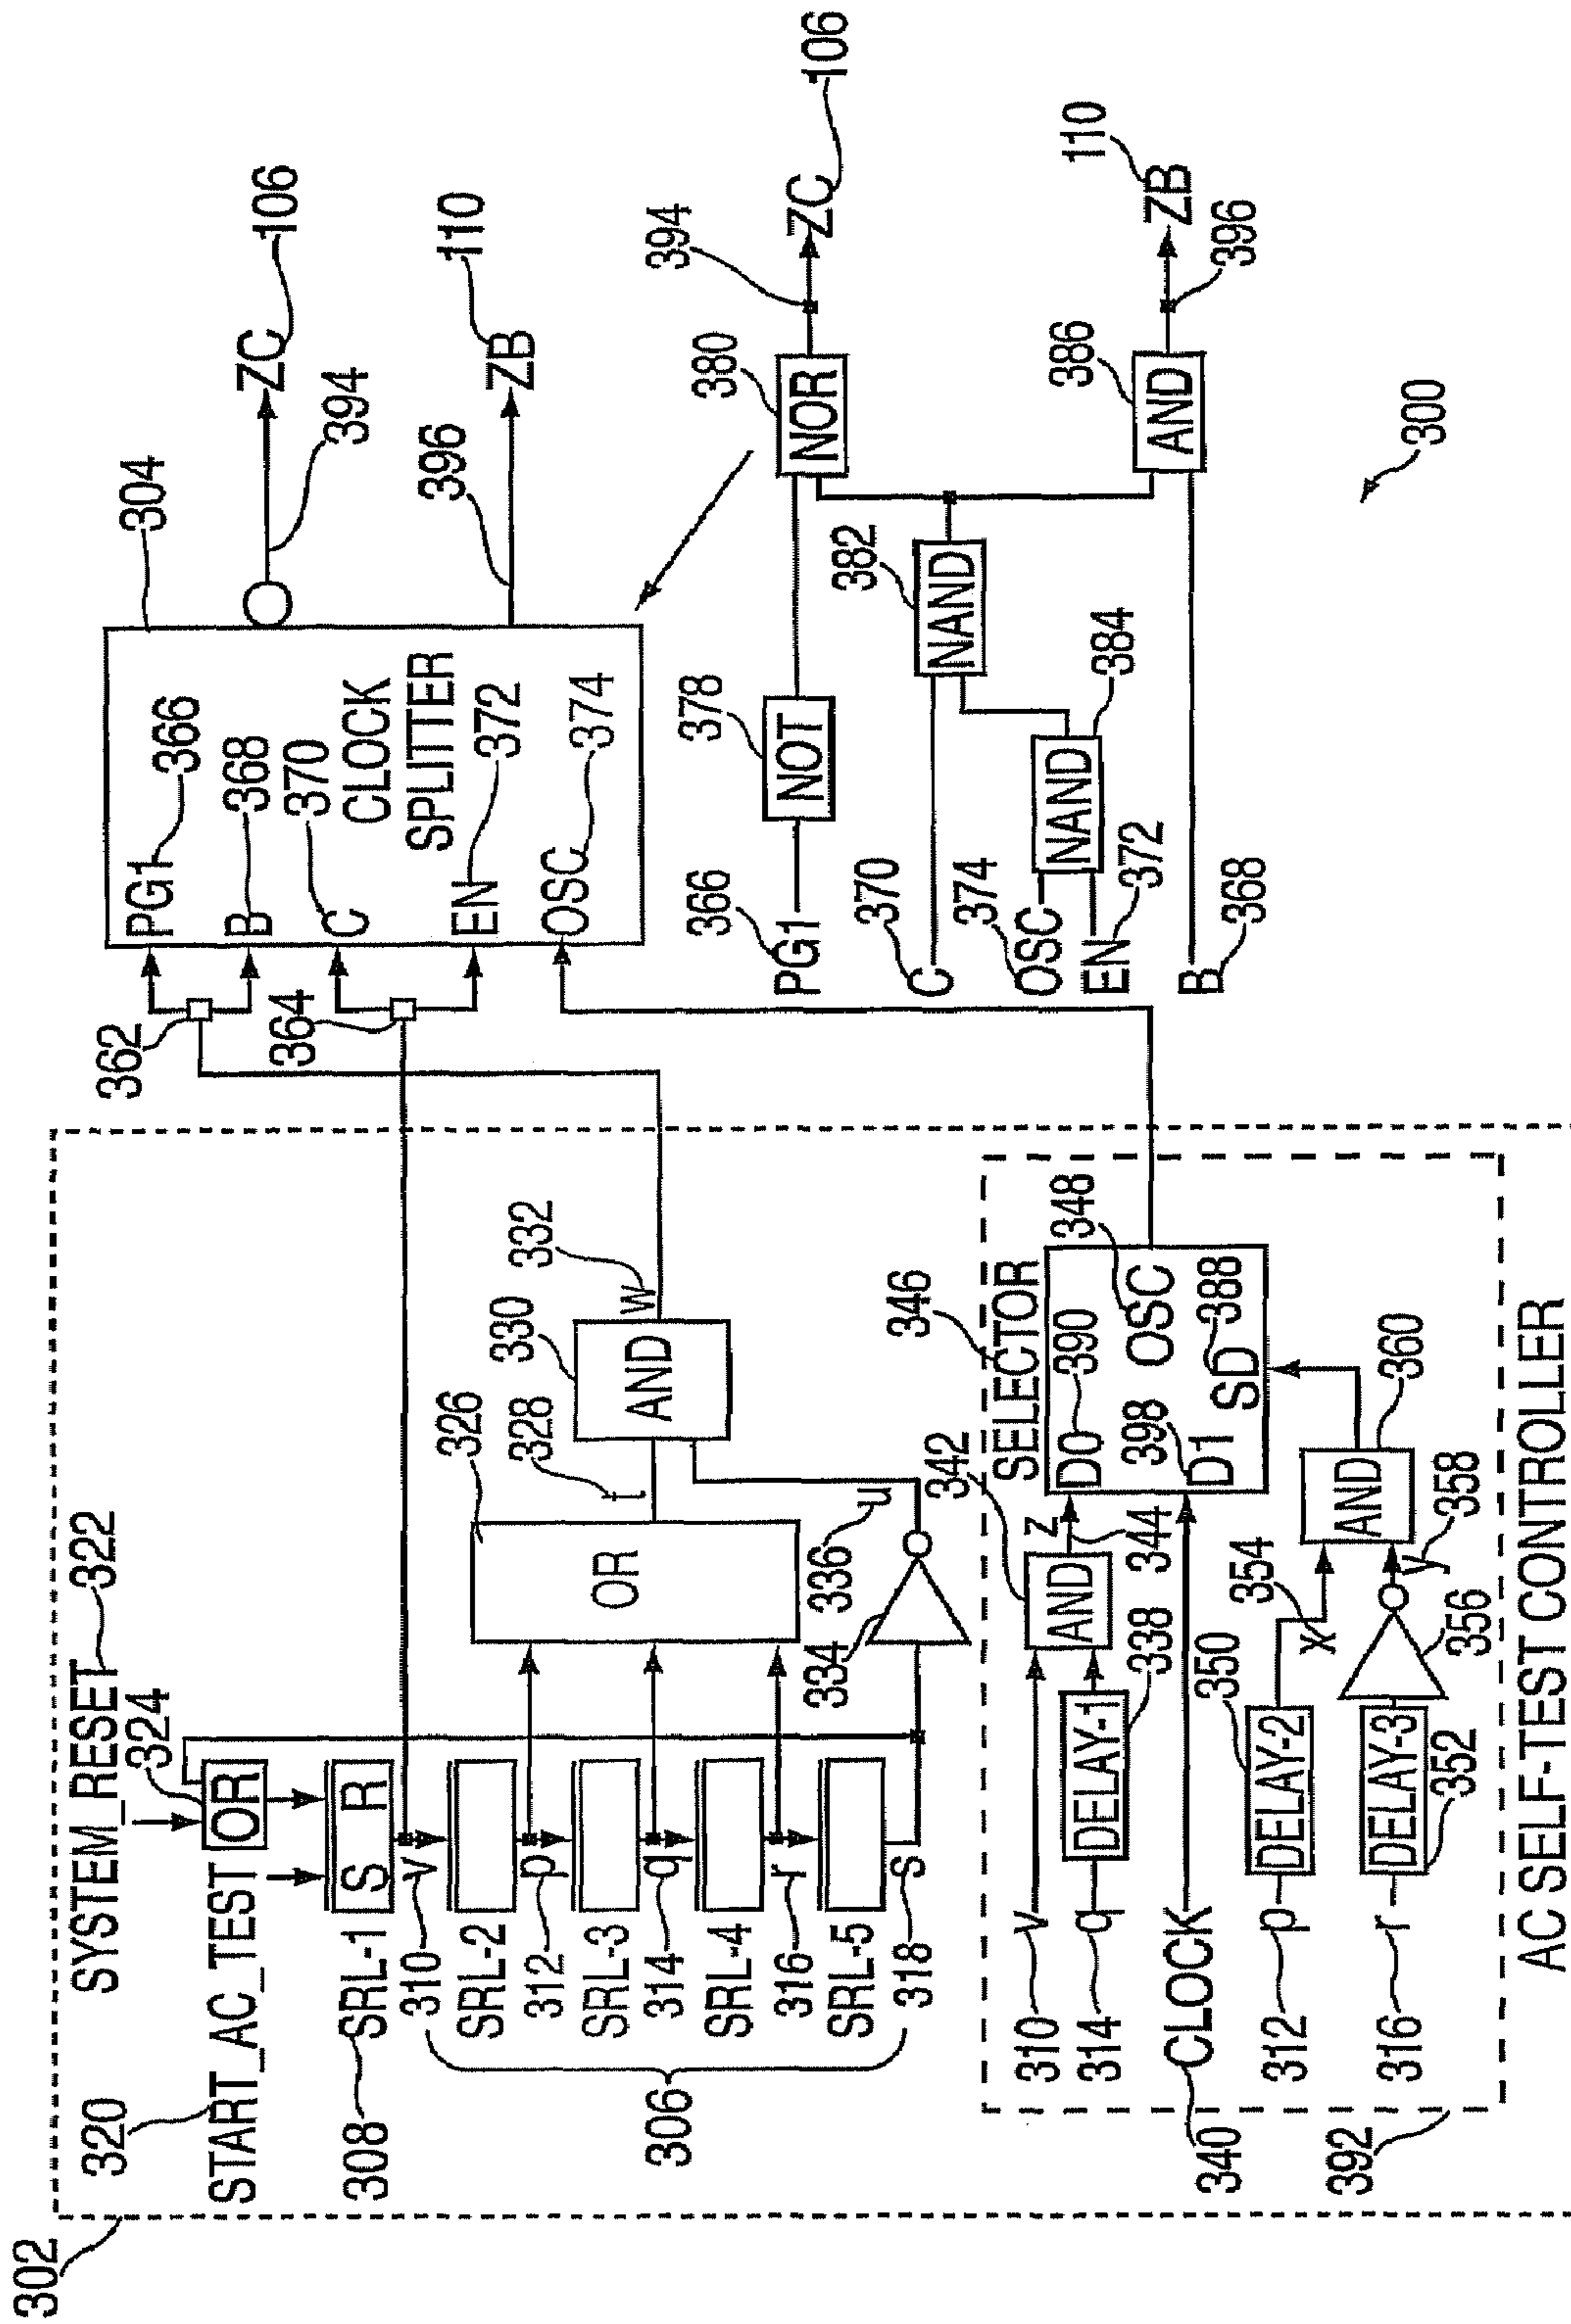 302
320
SYSTEM_RESET 322
324
START_AC_TEST
OR
308
SRL-1
S R
310
v
SRL-2
312
p
SRL-3
314
q
SRL-4
316
r
SRL-5
318
s
306
326
OR
328
t
330
AND
332
w
334
336
u
362
364
304
PG1
366
B
368
C
370
CLOCK
SPLITTER
EN
372
OSC
374
ZC
106
394
ZB
110
396
366
PG1
378
NOT
380
NOR
394
ZC
106
370
C
382
NAND
374
OSC
384
NAND
EN
372
B
368
386
AND
ZB
110
396
300
SELECTOR
346
342
310
v
314
q
DELAY-1
338
AND
z
344
D0
390
348
OSC
398
D1
SD
388
340
CLOCK
312
p
350
DELAY-2
354
x
316
r
DELAY-3
352
356
y
358
AND
360
392
AC SELF-TEST CONTROLLER